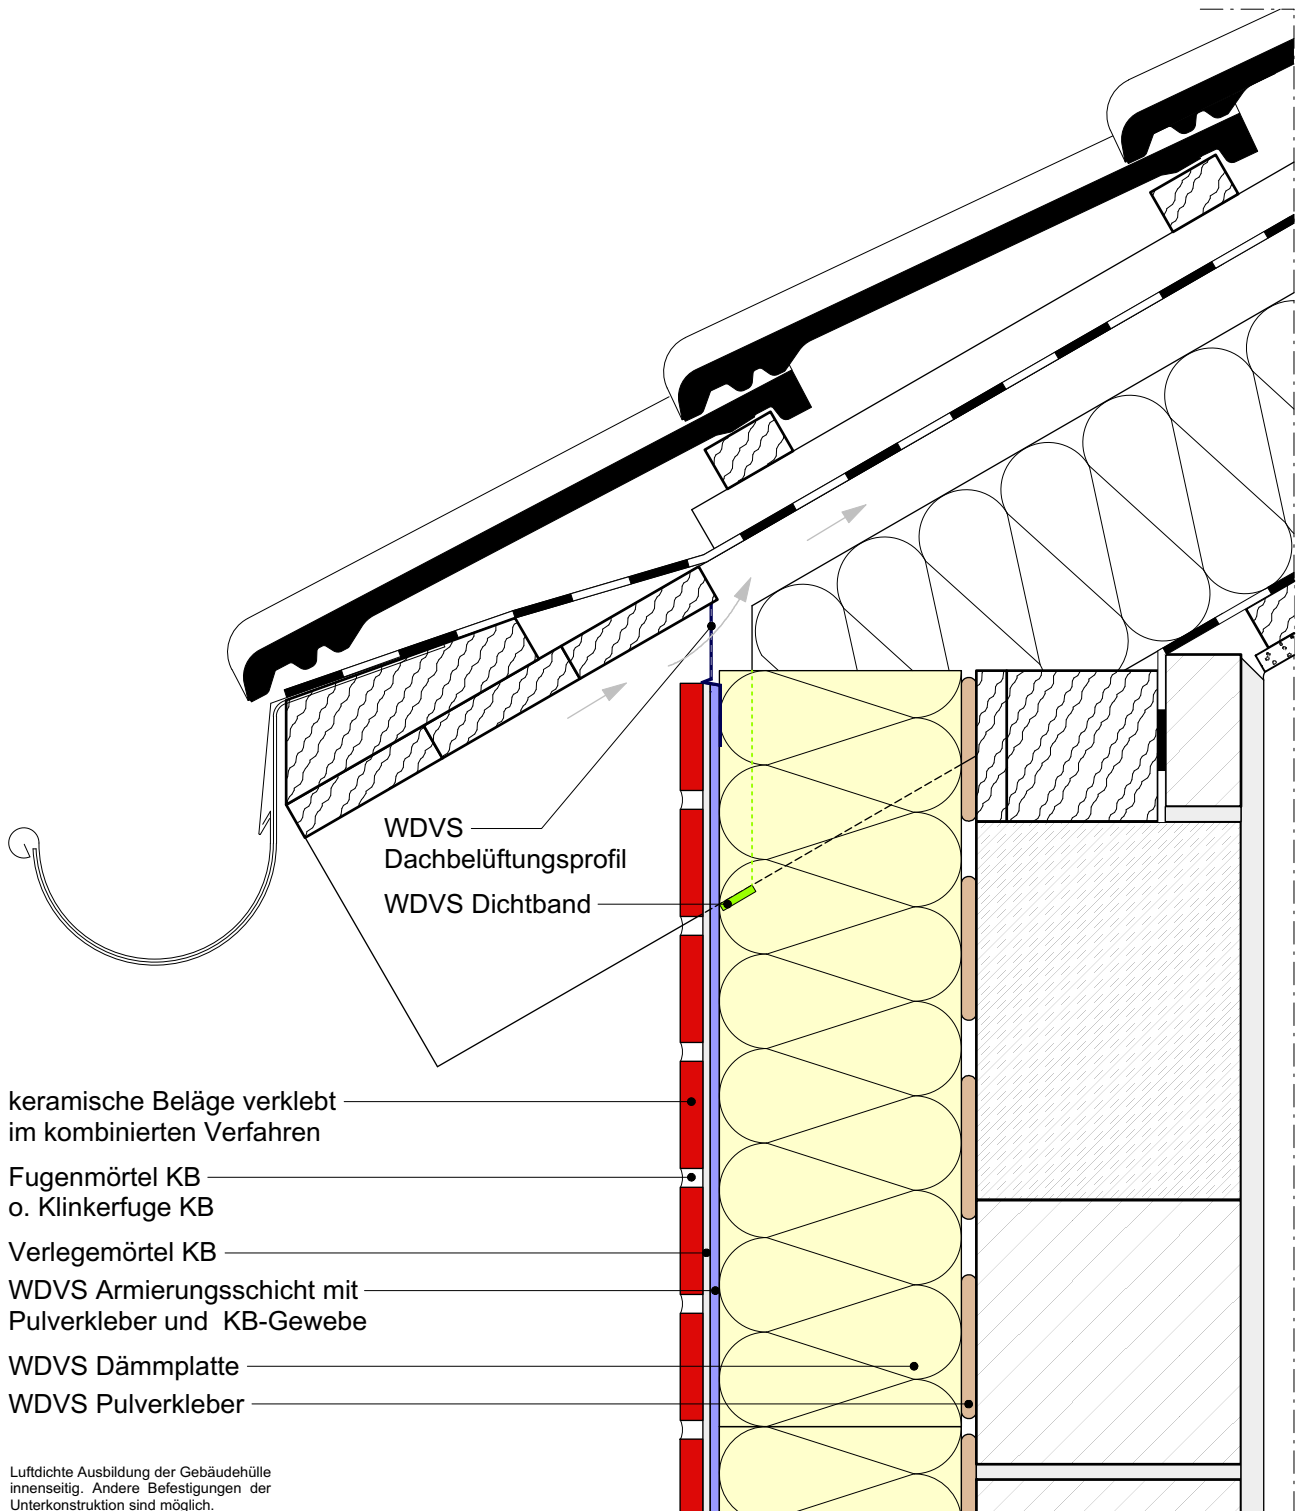 WDVS
Dachbelüftungsprofil
WDVS Dichtband
keramische Beläge verklebt
im kombinierten Verfahren
Fugenmörtel KB
o. Klinkerfuge KB
Verlegemörtel KB
WDVS Armierungsschicht mit
Pulverkleber und KB-Gewebe
WDVS Dämmplatte
WDVS Pulverkleber
Luftdichte Ausbildung der Gebäudehülle
innenseitig. Andere Befestigungen der
Unterkonstruktion sind möglich.